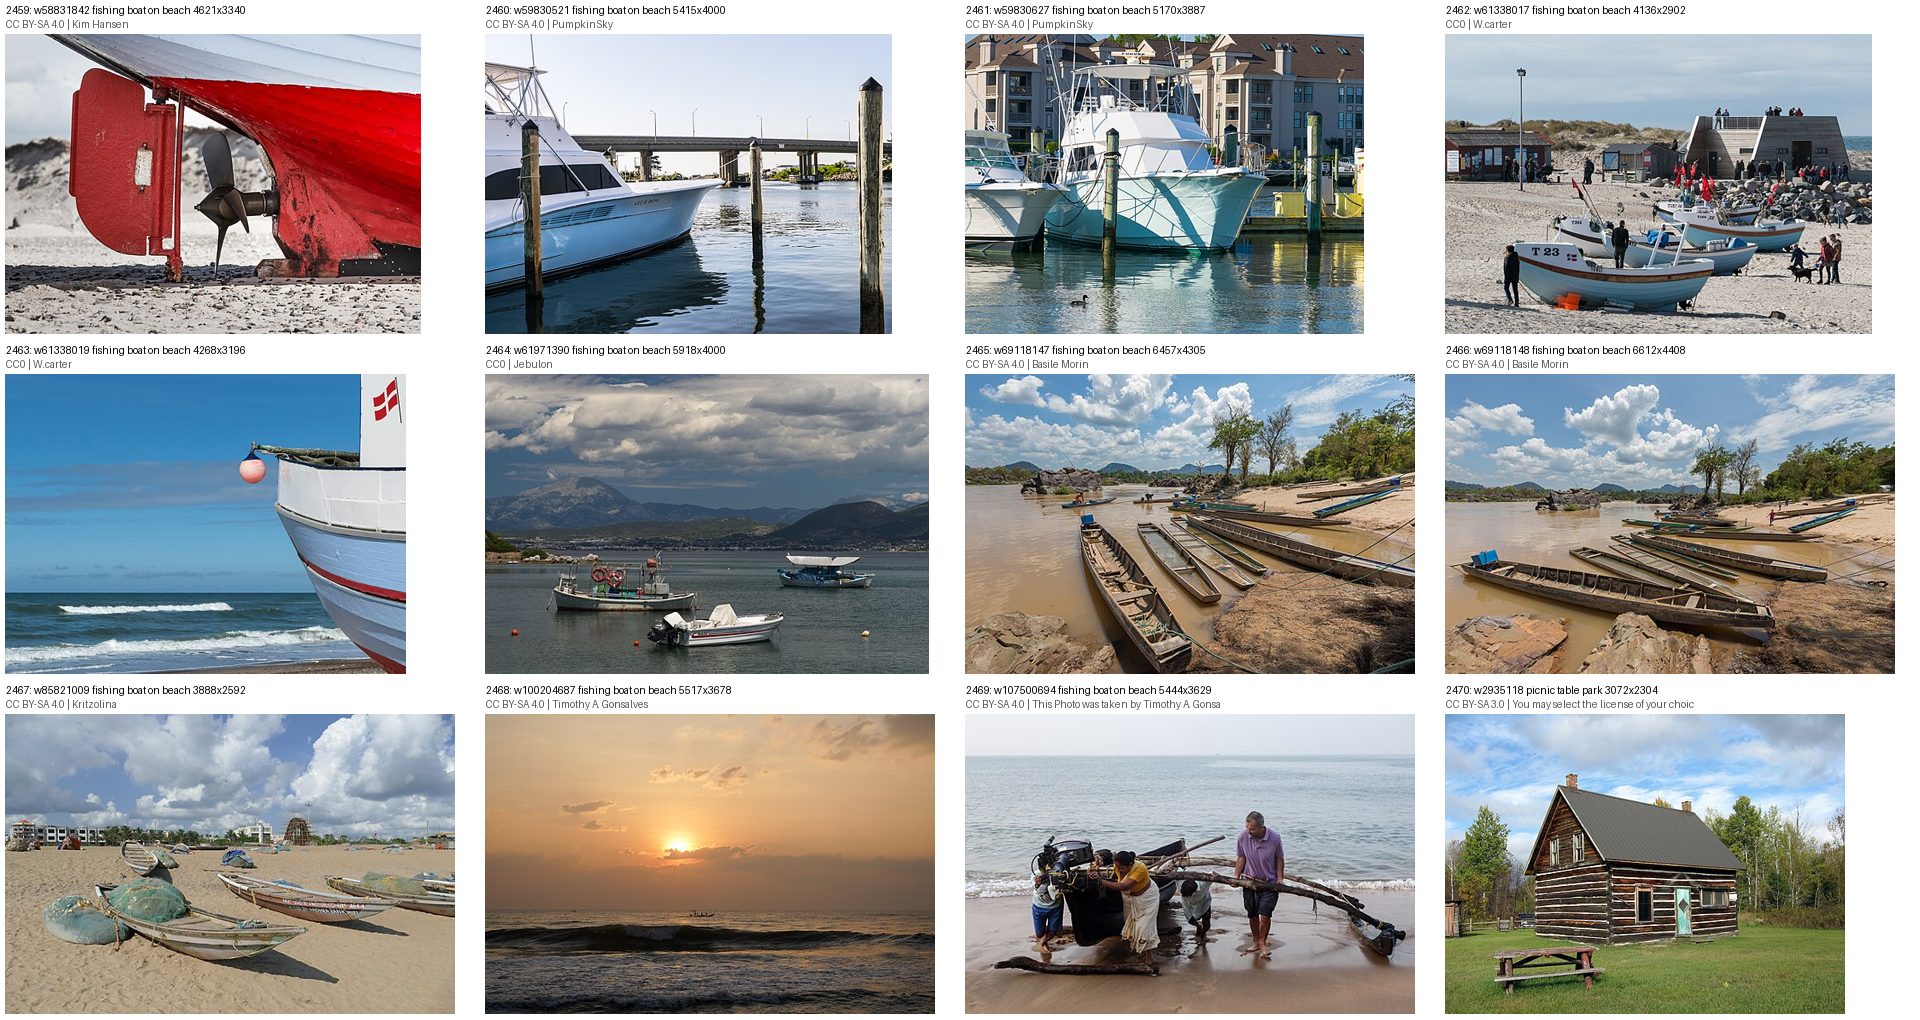 2459: w58831842 fishing boat on beach 4621x3340
CC BY-SA 4.0 | Kim Hansen
2460: w59830521 fishing boat on beach 5415x4000
CC BY-SA 4.0 | PumpkinSky
2461: w59830627 fishing boat on beach 5170x3887
CC BY-SA 4.0 | PumpkinSky
2462: w61338017 fishing boat on beach 4136x2902
CC0 | W.carter
T 23
2463: w61338019 fishing boat on beach 4268x3196
CC0 | W.carter
2464: w61971390 fishing boat on beach 5918x4000
CC0 | Jebulon
2465: w69118147 fishing boat on beach 6457x4305
CC BY-SA 4.0 | Basile Morin
2466: w69118148 fishing boat on beach 6612x4408
CC BY-SA 4.0 | Basile Morin
2467: w85821009 fishing boat on beach 3888x2592
CC BY-SA 4.0 | Kritzolina
2468: w100204687 fishing boat on beach 5517x3678
CC BY-SA 4.0 | Timothy A. Gonsalves
2469: w107500694 fishing boat on beach 5444x3629
CC BY-SA 4.0 | This Photo was taken by Timothy A. Gonsa
2470: w2935118 picnic table park 3072x2304
CC BY-SA 3.0 | You may select the license of your choic